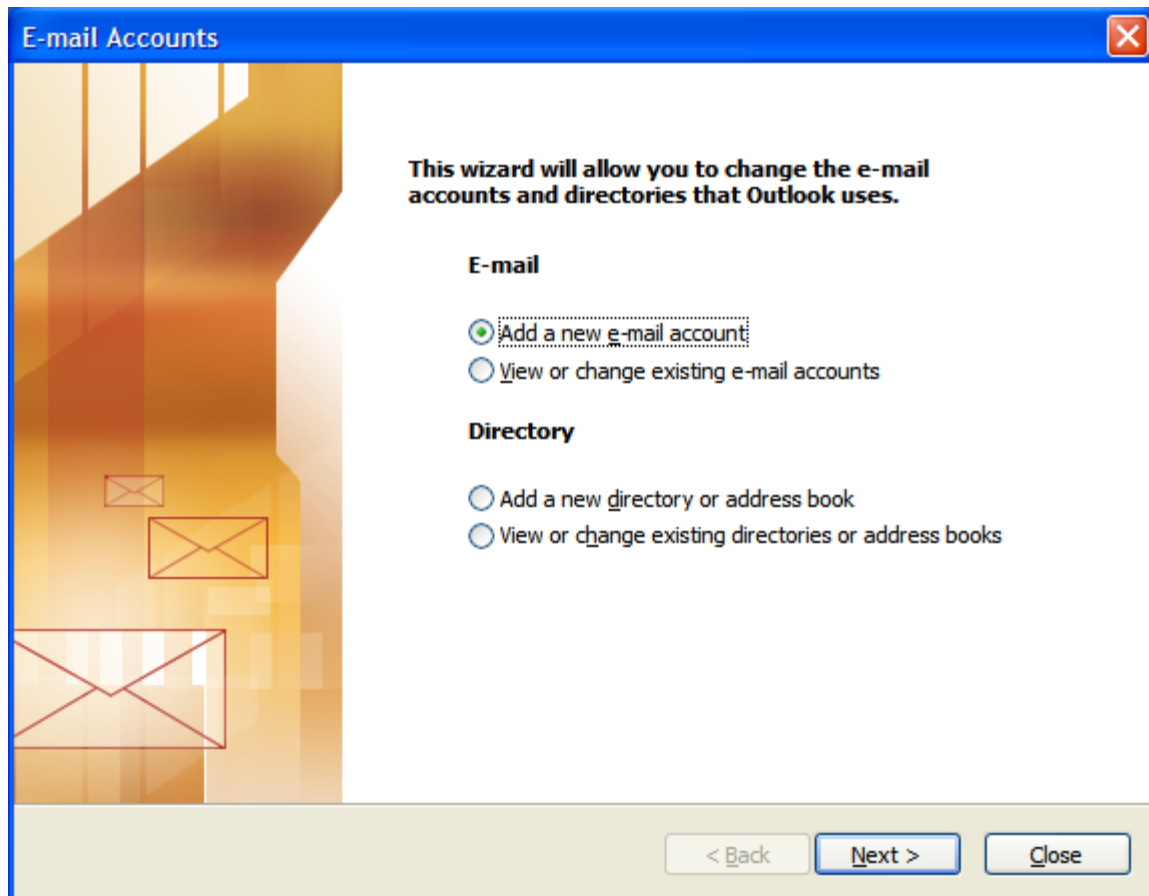 E-mail Accounts
This wizard will allow you to change the e-mail
accounts and directories that Outlook uses.
E-mail
Add a new e-mail account
View or change existing e-mail accounts
Directory
Add a new directory or address book
View or change existing directories or address books
< Back
Next >
Close